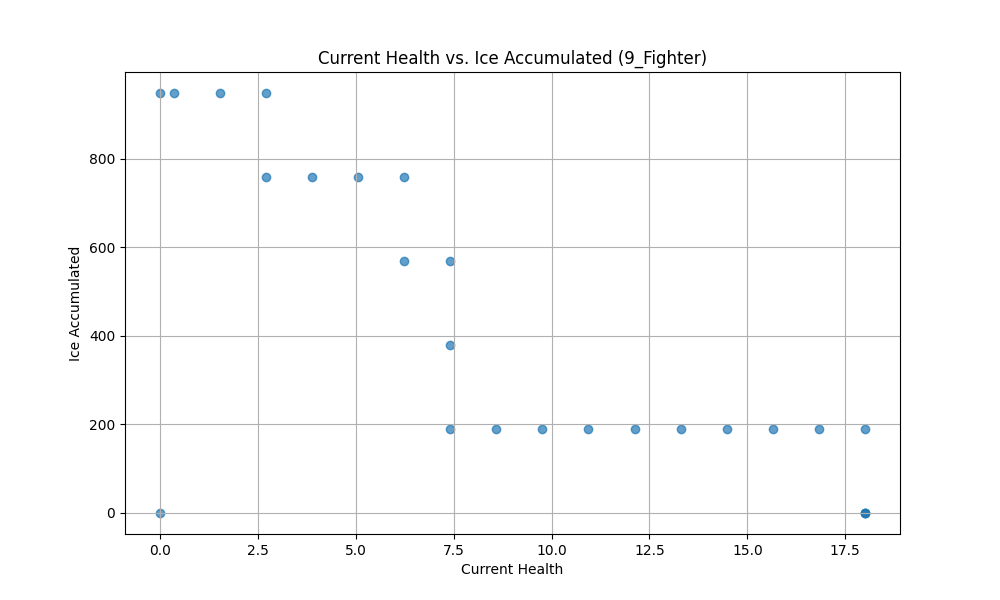 Current Health vs. Ice Accumulated (9_Fighter)
800
600
400
200
0
Ice Accumulated
0.0 2.5 5.0 7.5 10.0 12.5 15.0 17.5
Current Health